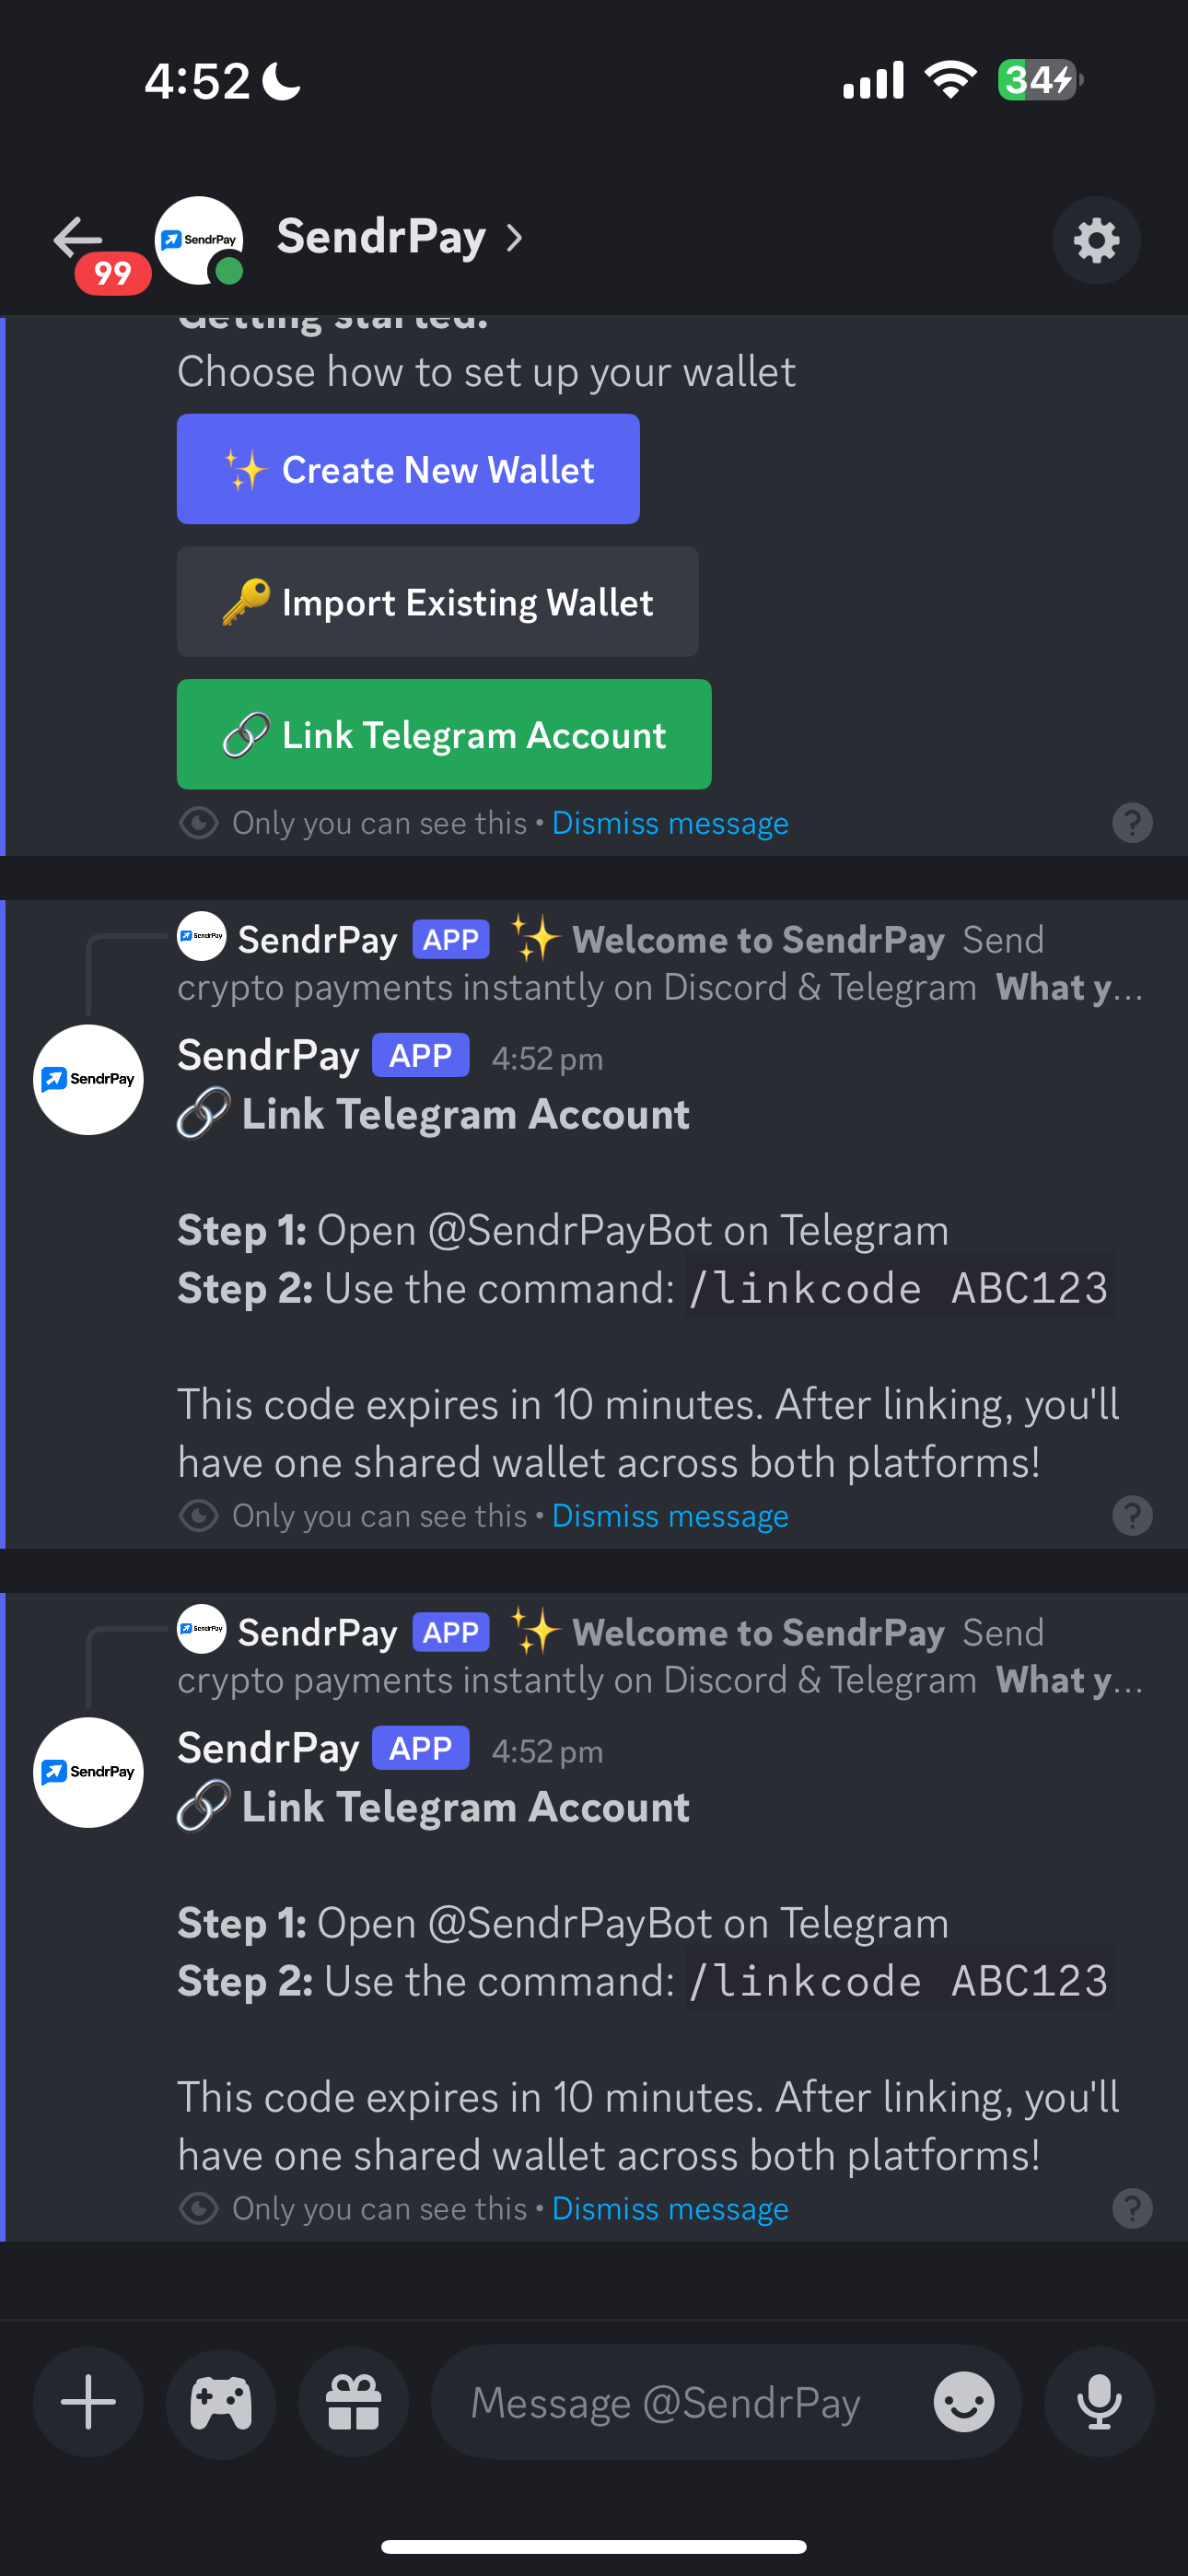 4:52
34
99
SendrPay
SendrPay
Getting started:
Choose how to set up your wallet
✨ Create New Wallet
🔑 Import Existing Wallet
🔗 Link Telegram Account
Only you can see this • Dismiss message
?
SendrPay
SendrPay APP ✨ Welcome to SendrPay Send
crypto payments instantly on Discord & Telegram What y...
SendrPay
SendrPay APP 4:52 pm
🔗 Link Telegram Account
Step 1: Open @SendrPayBot on Telegram
Step 2: Use the command: /linkcode ABC123
This code expires in 10 minutes. After linking, you'll
have one shared wallet across both platforms!
Only you can see this • Dismiss message
?
SendrPay
SendrPay APP ✨ Welcome to SendrPay Send
crypto payments instantly on Discord & Telegram What y...
SendrPay
SendrPay APP 4:52 pm
🔗 Link Telegram Account
Step 1: Open @SendrPayBot on Telegram
Step 2: Use the command: /linkcode ABC123
This code expires in 10 minutes. After linking, you'll
have one shared wallet across both platforms!
Only you can see this • Dismiss message
?
Message @SendrPay